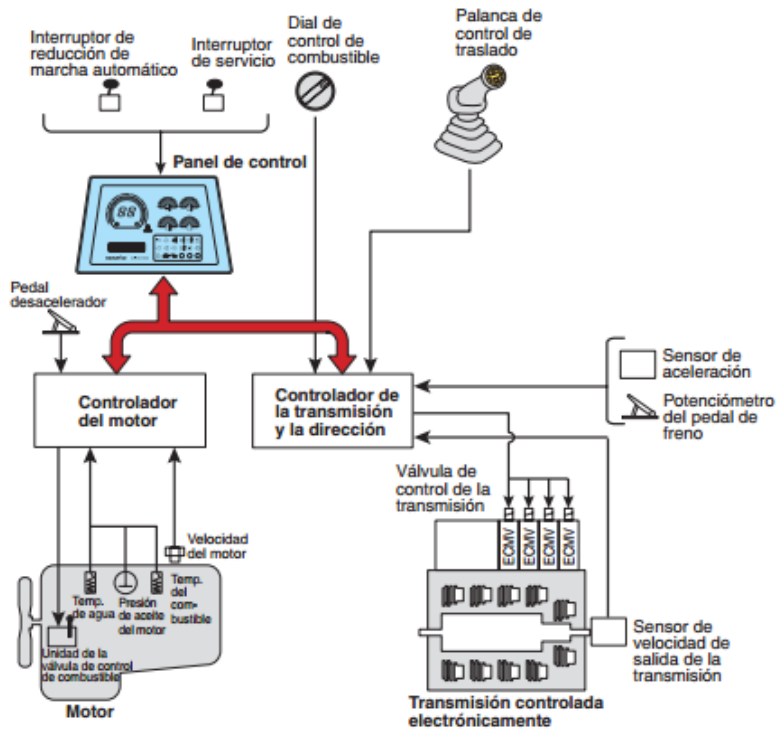 Interruptor de
reducción de
marcha automático
Interruptor
de servicio
Dial de
control de
combustible
Palanca de
control de
traslado
Panel de control
88
Pedal
desacelerador
Controlador
del motor
Controlador de
la transmisión
y la dirección
Sensor de
aceleración
Potenciómetro
del pedal de
freno
Válvula de
control de la
transmisión
ECMV
ECMV
ECMV
ECMV
Velocidad
del motor
Temp.
de agua
Presión
de aceite
del motor
Temp.
del
com-
bustible
Unidad de la
válvula de control
de combustible
Motor
Sensor de
velocidad de
salida de la
transmisión
Transmisión controlada
electrónicamente